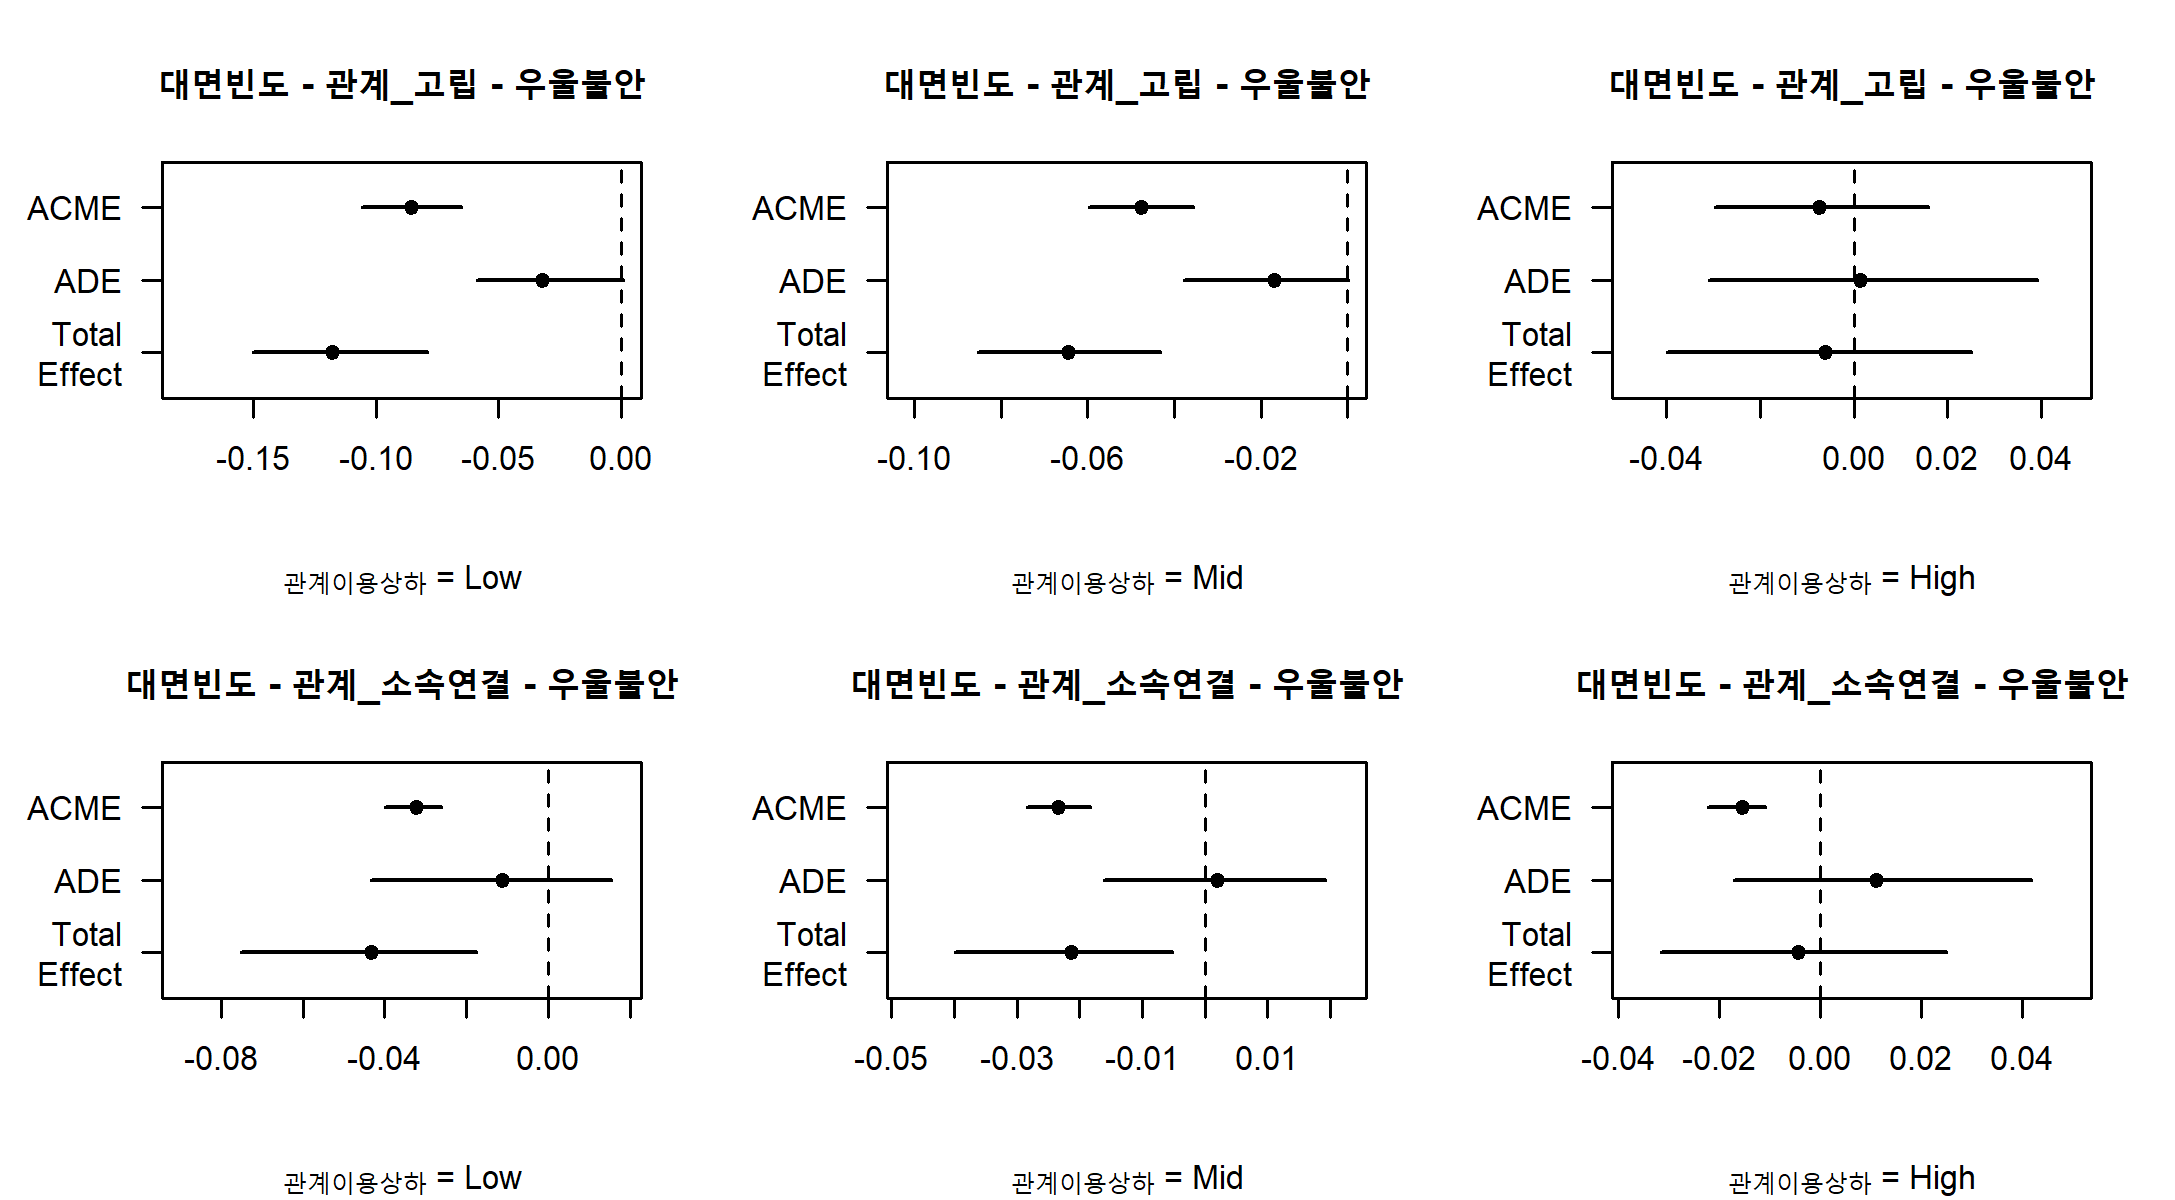 대면빈도 - 관계_고립 - 우울불안
ACME
ADE
Total
Effect
-0.15 -0.10 -0.05 0.00
관계이용상하 = Low
대면빈도 - 관계_고립 - 우울불안
ACME
ADE
Total
Effect
-0.10 -0.06 -0.02
관계이용상하 = Mid
대면빈도 - 관계_고립 - 우울불안
ACME
ADE
Total
Effect
-0.04 0.00 0.02 0.04
관계이용상하 = High
대면빈도 - 관계_소속연결 - 우울불안
ACME
ADE
Total
Effect
-0.08 -0.04 0.00
관계이용상하 = Low
대면빈도 - 관계_소속연결 - 우울불안
ACME
ADE
Total
Effect
-0.05 -0.03 -0.01 0.01
관계이용상하 = Mid
대면빈도 - 관계_소속연결 - 우울불안
ACME
ADE
Total
Effect
-0.04 -0.02 0.00 0.02 0.04
관계이용상하 = High